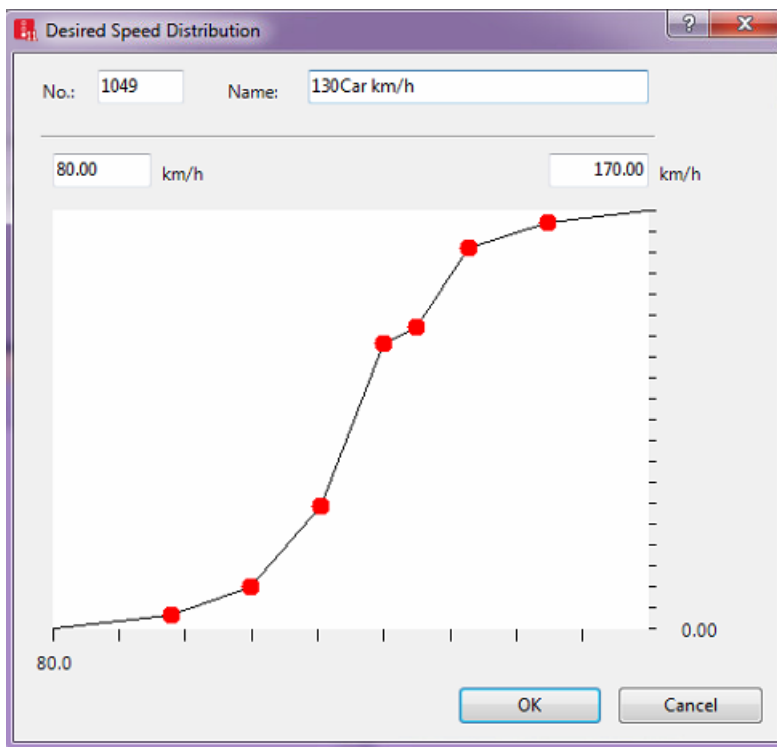 Desired Speed Distribution
No.: 1049 Name: 130Car km/h
80.00 km/h 170.00 km/h
0.00
80.0
OK Cancel